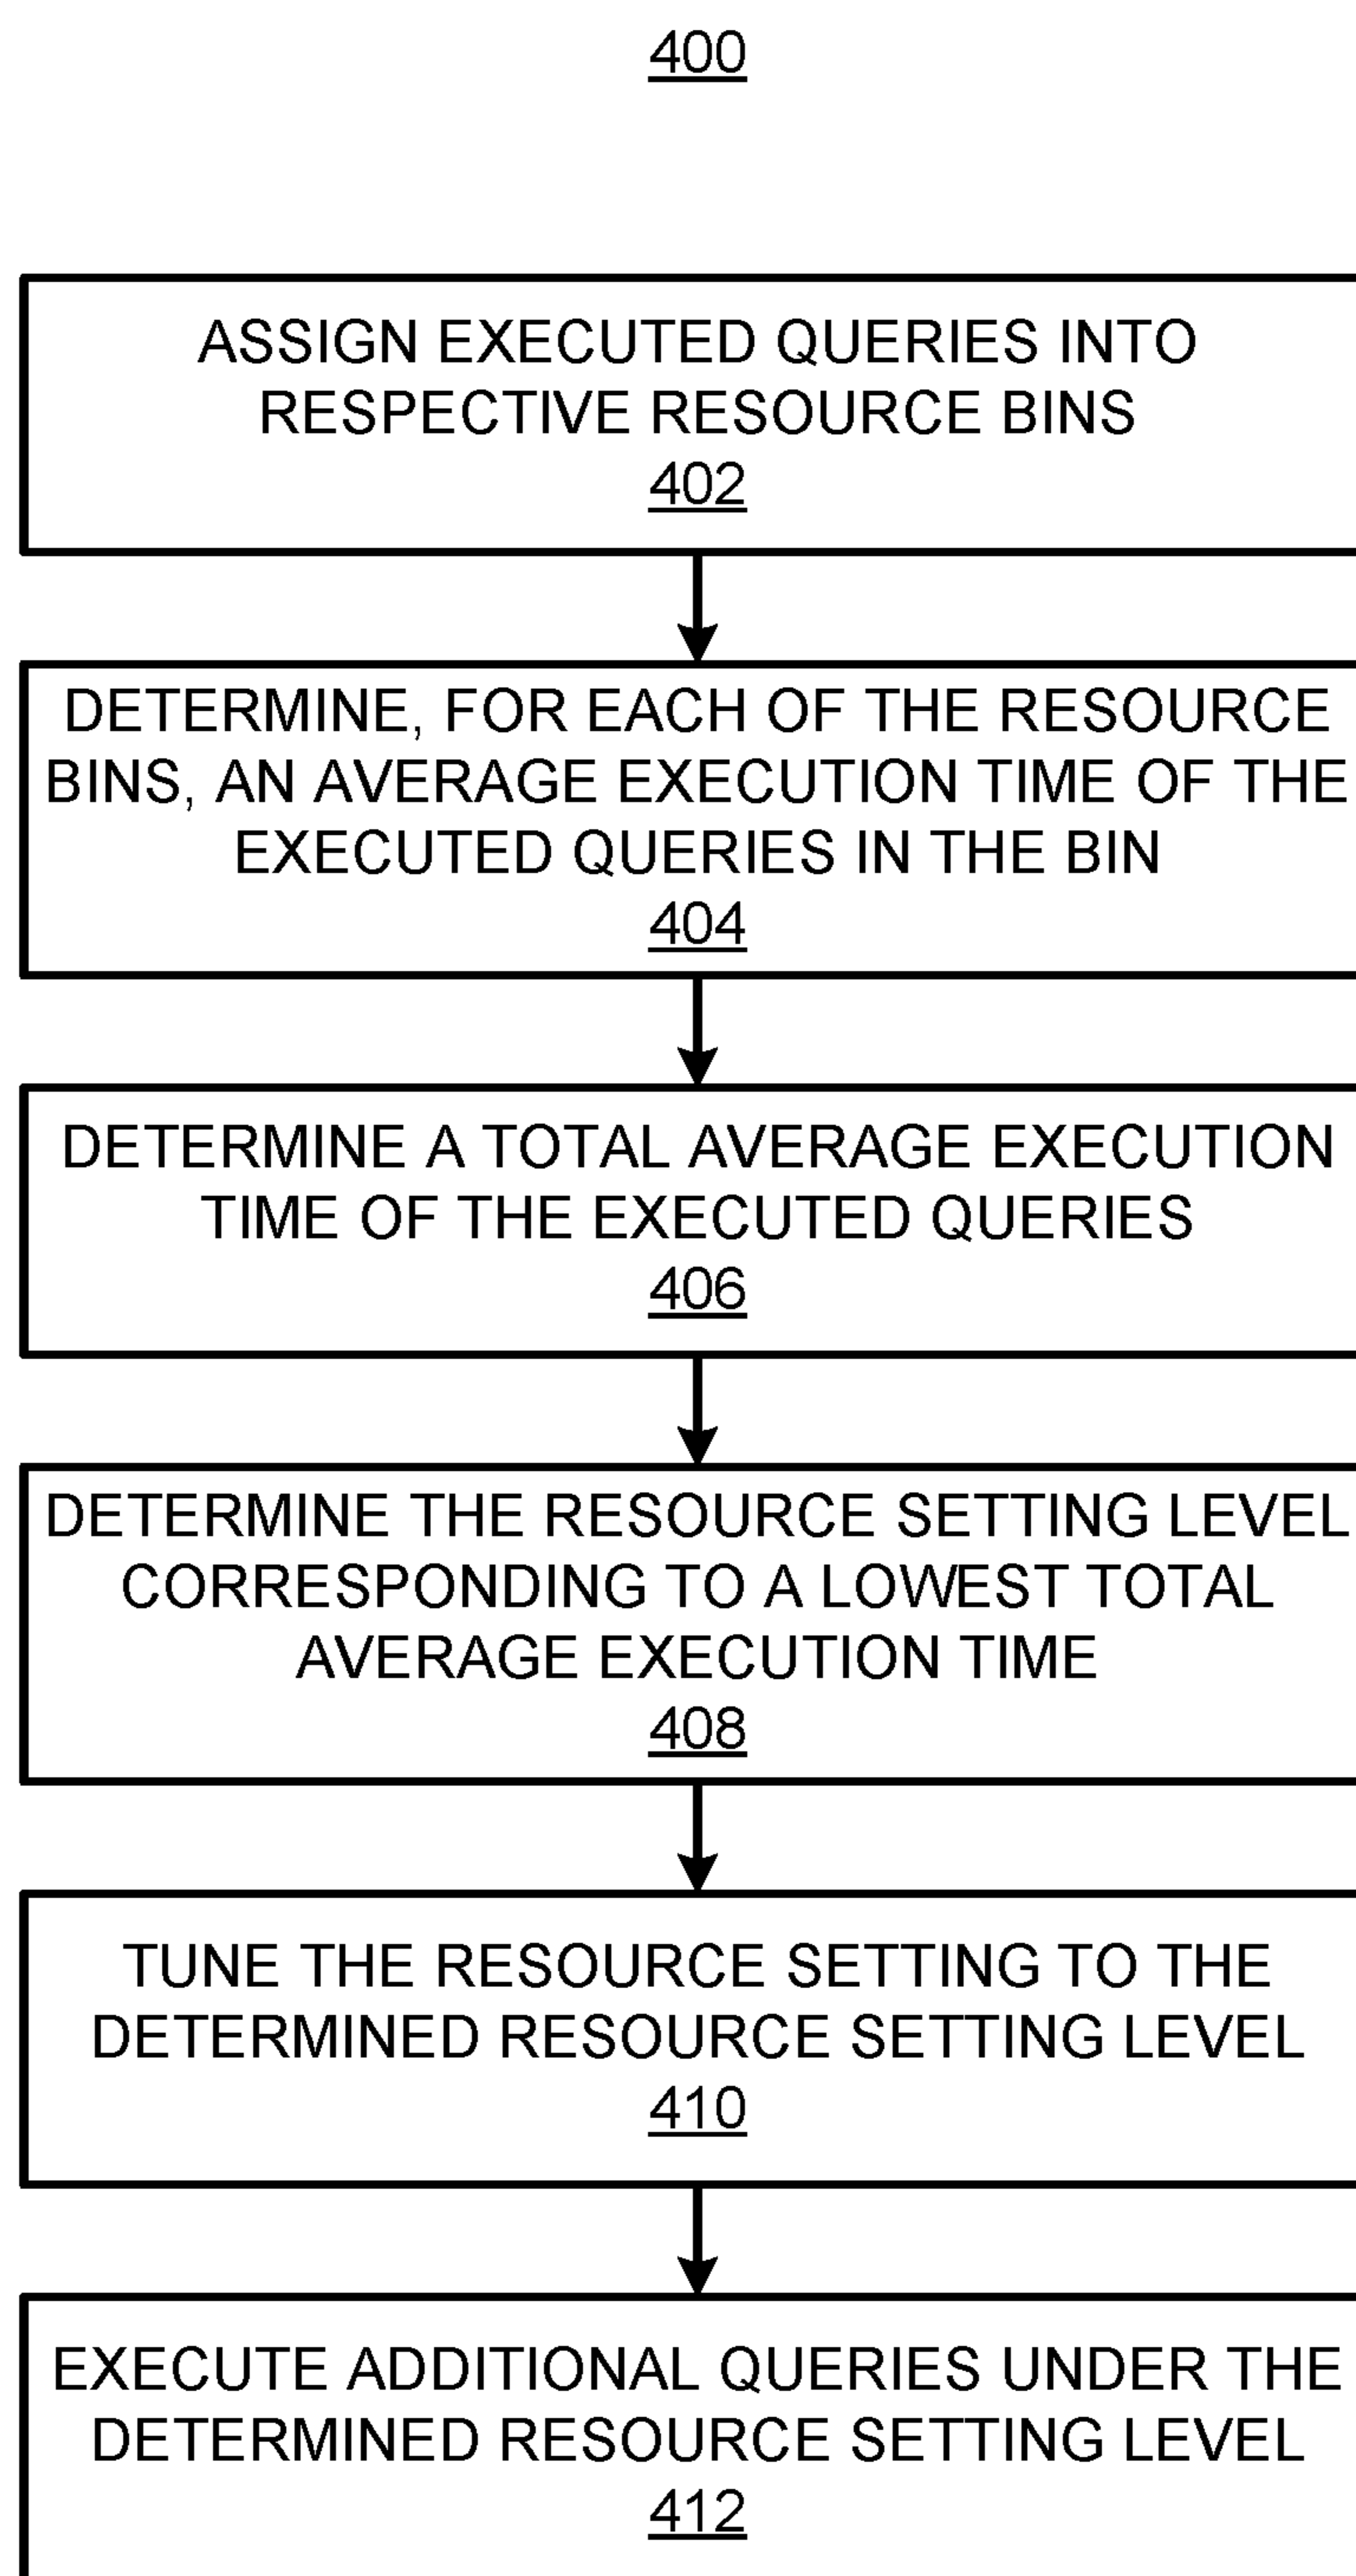 400
ASSIGN EXECUTED QUERIES INTO
RESPECTIVE RESOURCE BINS
402
DETERMINE, FOR EACH OF THE RESOURCE
BINS, AN AVERAGE EXECUTION TIME OF THE
EXECUTED QUERIES IN THE BIN
404
DETERMINE A TOTAL AVERAGE EXECUTION
TIME OF THE EXECUTED QUERIES
406
DETERMINE THE RESOURCE SETTING LEVEL
CORRESPONDING TO A LOWEST TOTAL
AVERAGE EXECUTION TIME
408
TUNE THE RESOURCE SETTING TO THE
DETERMINED RESOURCE SETTING LEVEL
410
EXECUTE ADDITIONAL QUERIES UNDER THE
DETERMINED RESOURCE SETTING LEVEL
412